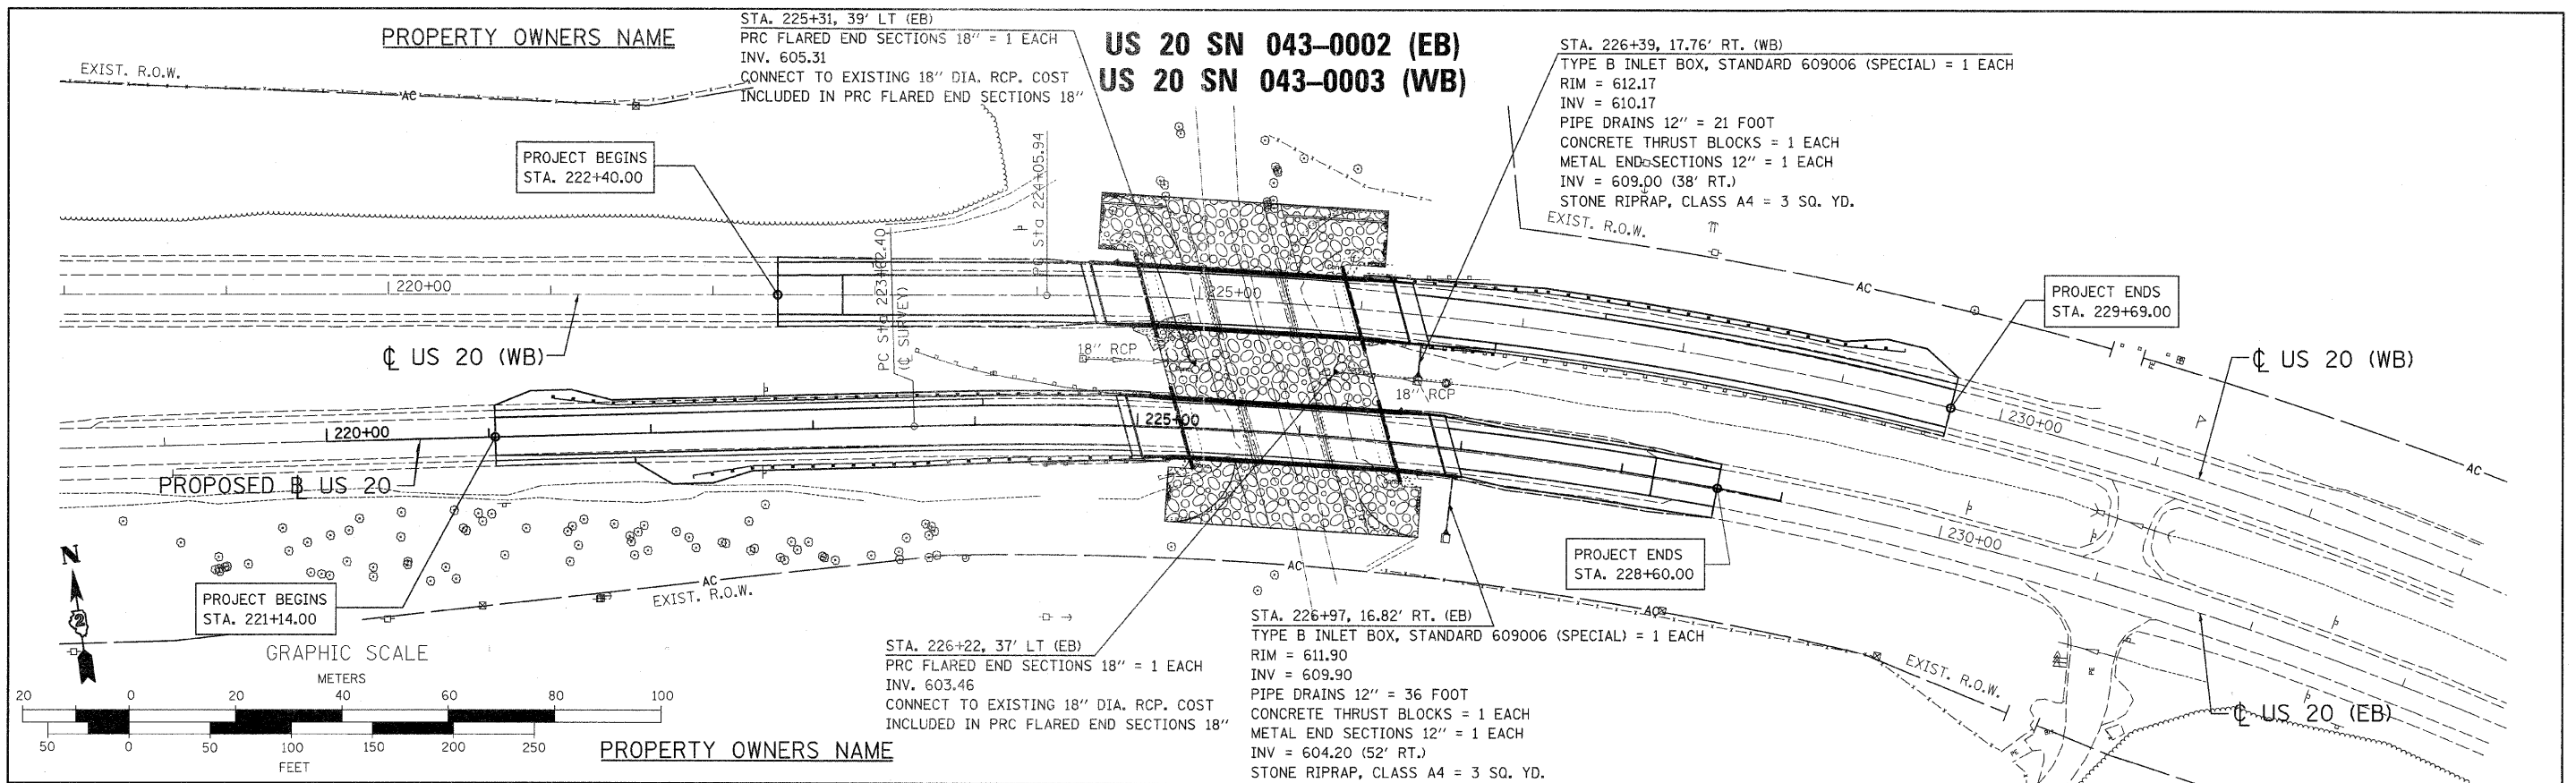 PROPERTY OWNERS NAME
STA. 225+31, 39' LT (EB)
PRC FLARED END SECTIONS 18" = 1 EACH
INV. 605.31
CONNECT TO EXISTING 18" DIA. RCP. COST
INCLUDED IN PRC FLARED END SECTIONS 18"
US 20 SN 043-0002 (EB)
US 20 SN 043-0003 (WB)
STA. 226+39, 17.76' RT. (WB)
TYPE B INLET BOX, STANDARD 609006 (SPECIAL) = 1 EACH
RIM = 612.17
INV = 610.17
PIPE DRAINS 12" = 21 FOOT
CONCRETE THRUST BLOCKS = 1 EACH
METAL END SECTIONS 12" = 1 EACH
INV = 609.00 (38' RT.)
STONE RIPRAP, CLASS A4 = 3 SQ. YD.
EXIST. R.O.W.
AC
PROJECT BEGINS
STA. 222+40.00
Sta 224+05.94
EXIST. R.O.W.
AC
PROJECT ENDS
STA. 229+69.00
220+00
225+00
230+00
PC Sta 223+62.40
(℄ SURVEY)
℄ US 20 (WB)
18" RCP
18" RCP
℄ US 20 (WB)
220+00
225+00
230+00
AC
PROPOSED ℄ US 20
PROJECT BEGINS
STA. 221+14.00
AC
EXIST. R.O.W.
AC
PROJECT ENDS
STA. 228+60.00
AC
EXIST. R.O.W.
℄ US 20 (EB)
N
2
STA. 226+22, 37' LT (EB)
PRC FLARED END SECTIONS 18" = 1 EACH
INV. 603.46
CONNECT TO EXISTING 18" DIA. RCP. COST
INCLUDED IN PRC FLARED END SECTIONS 18"
STA. 226+97, 16.82' RT. (EB)
TYPE B INLET BOX, STANDARD 609006 (SPECIAL) = 1 EACH
RIM = 611.90
INV = 609.90
PIPE DRAINS 12" = 36 FOOT
CONCRETE THRUST BLOCKS = 1 EACH
METAL END SECTIONS 12" = 1 EACH
INV = 604.20 (52' RT.)
STONE RIPRAP, CLASS A4 = 3 SQ. YD.
GRAPHIC SCALE
METERS
20 0 20 40 60 80 100
50 0 50 100 150 200 250
FEET
PROPERTY OWNERS NAME